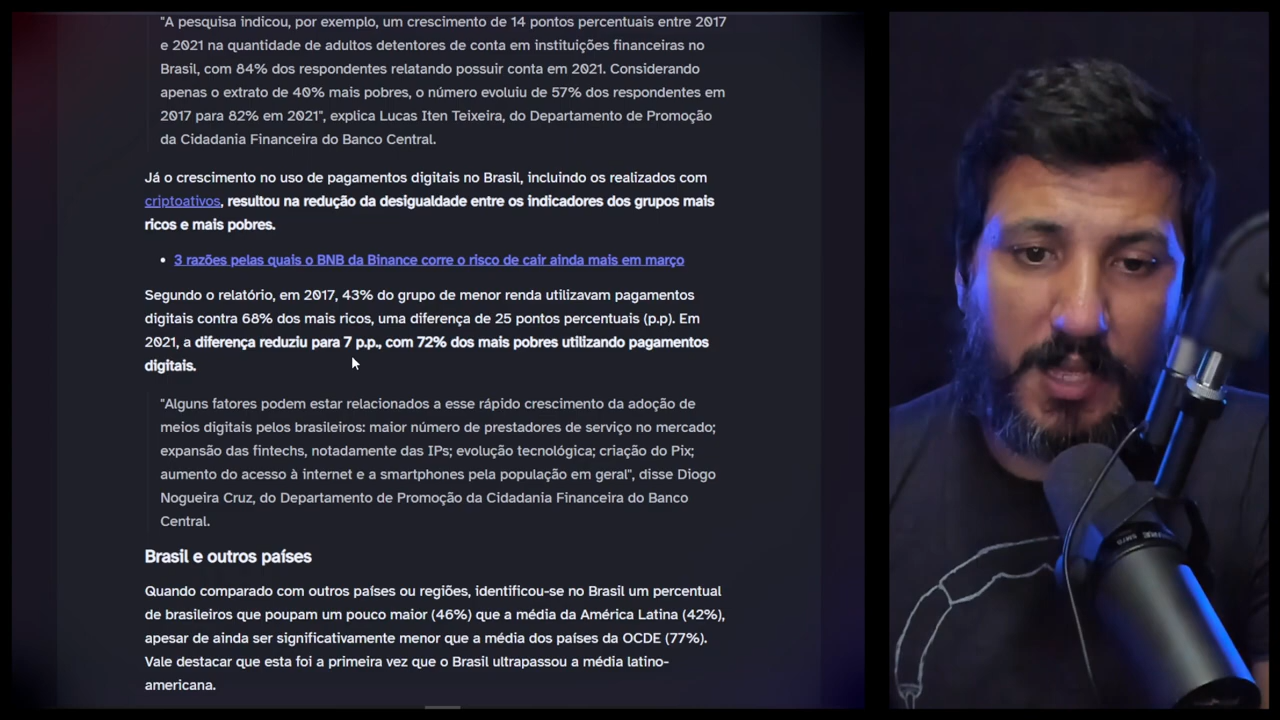 "A pesquisa indicou, por exemplo, um crescimento de 14 pontos percentuais entre 2017
e 2021 na quantidade de adultos detentores de conta em instituições financeiras no
Brasil, com 84% dos respondentes relatando possuir conta em 2021. Considerando
apenas o extrato de 40% mais pobres, o número evoluiu de 57% dos respondentes em
2017 para 82% em 2021", explica Lucas Iten Teixeira, do Departamento de Promoção
da Cidadania Financeira do Banco Central.
Já o crescimento no uso de pagamentos digitais no Brasil, incluindo os realizados com
criptoativos, resultou na redução da desigualdade entre os indicadores dos grupos mais
ricos e mais pobres.
• 3 razões pelas quais o BNB da Binance corre o risco de cair ainda mais em março
Segundo o relatório, em 2017, 43% do grupo de menor renda utilizavam pagamentos
digitais contra 68% dos mais ricos, uma diferença de 25 pontos percentuais (p.p). Em
2021, a diferença reduziu para 7 p.p., com 72% dos mais pobres utilizando pagamentos
digitais.
"Alguns fatores podem estar relacionados a esse rápido crescimento da adoção de
meios digitais pelos brasileiros: maior número de prestadores de serviço no mercado;
expansão das fintechs, notadamente das IPs; evolução tecnológica; criação do Pix;
aumento do acesso à internet e a smartphones pela população em geral", disse Diogo
Nogueira Cruz, do Departamento de Promoção da Cidadania Financeira do Banco
Central.
Brasil e outros países
Quando comparado com outros países ou regiões, identificou-se no Brasil um percentual
de brasileiros que poupam um pouco maior (46%) que a média da América Latina (42%),
apesar de ainda ser significativamente menor que a média dos países da OCDE (77%).
Vale destacar que esta foi a primeira vez que o Brasil ultrapassou a média latino-
americana.